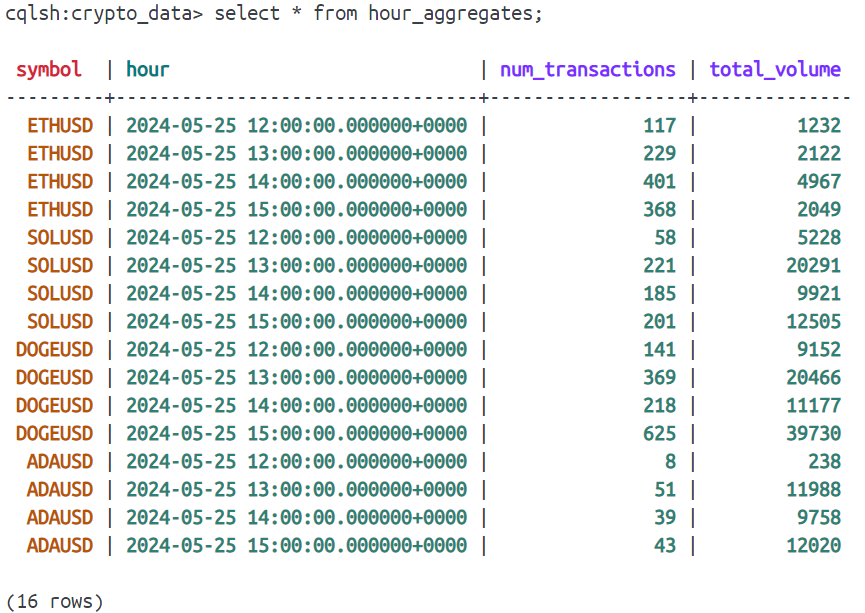 cqlsh:crypto_data> select * from hour_aggregates;
 symbol  | hour                            | num_transactions | total_volume
---------+---------------------------------+------------------+--------------
  ETHUSD | 2024-05-25 12:00:00.000000+0000 |              117 |         1232
  ETHUSD | 2024-05-25 13:00:00.000000+0000 |              229 |         2122
  ETHUSD | 2024-05-25 14:00:00.000000+0000 |              401 |         4967
  ETHUSD | 2024-05-25 15:00:00.000000+0000 |              368 |         2049
  SOLUSD | 2024-05-25 12:00:00.000000+0000 |               58 |         5228
  SOLUSD | 2024-05-25 13:00:00.000000+0000 |              221 |        20291
  SOLUSD | 2024-05-25 14:00:00.000000+0000 |              185 |         9921
  SOLUSD | 2024-05-25 15:00:00.000000+0000 |              201 |        12505
 DOGEUSD | 2024-05-25 12:00:00.000000+0000 |              141 |         9152
 DOGEUSD | 2024-05-25 13:00:00.000000+0000 |              369 |        20466
 DOGEUSD | 2024-05-25 14:00:00.000000+0000 |              218 |        11177
 DOGEUSD | 2024-05-25 15:00:00.000000+0000 |              625 |        39730
  ADAUSD | 2024-05-25 12:00:00.000000+0000 |                8 |          238
  ADAUSD | 2024-05-25 13:00:00.000000+0000 |               51 |        11988
  ADAUSD | 2024-05-25 14:00:00.000000+0000 |               39 |         9758
  ADAUSD | 2024-05-25 15:00:00.000000+0000 |               43 |        12020
(16 rows)